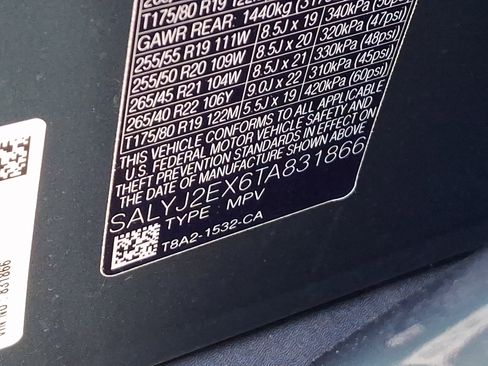 T175/80 R19
GAWR REAR: 1440kg
255/55 R19 111W 8.5J x 19 340kPa
255/50 R20 109W 8.5J x 20 320kPa (47psi)
265/45 R21 104W 8.5J x 21 330kPa (48psi)
265/40 R22 106Y 9.0J x 22 310kPa (45psi)
T175/80 R19 122M 5.5J x 19 420kPa (60psi)
THIS VEHICLE CONFORMS TO ALL APPLICABLE
U.S. FEDERAL MOTOR VEHICLE SAFETY AND
THEFT PREVENTION STANDARDS IN EFFECT ON
THE DATE OF MANUFACTURE SHOWN ABOVE
SALYJ2EX6TA831866
TYPE MPV
T8A2-1532-CA
VIN NO : 831866